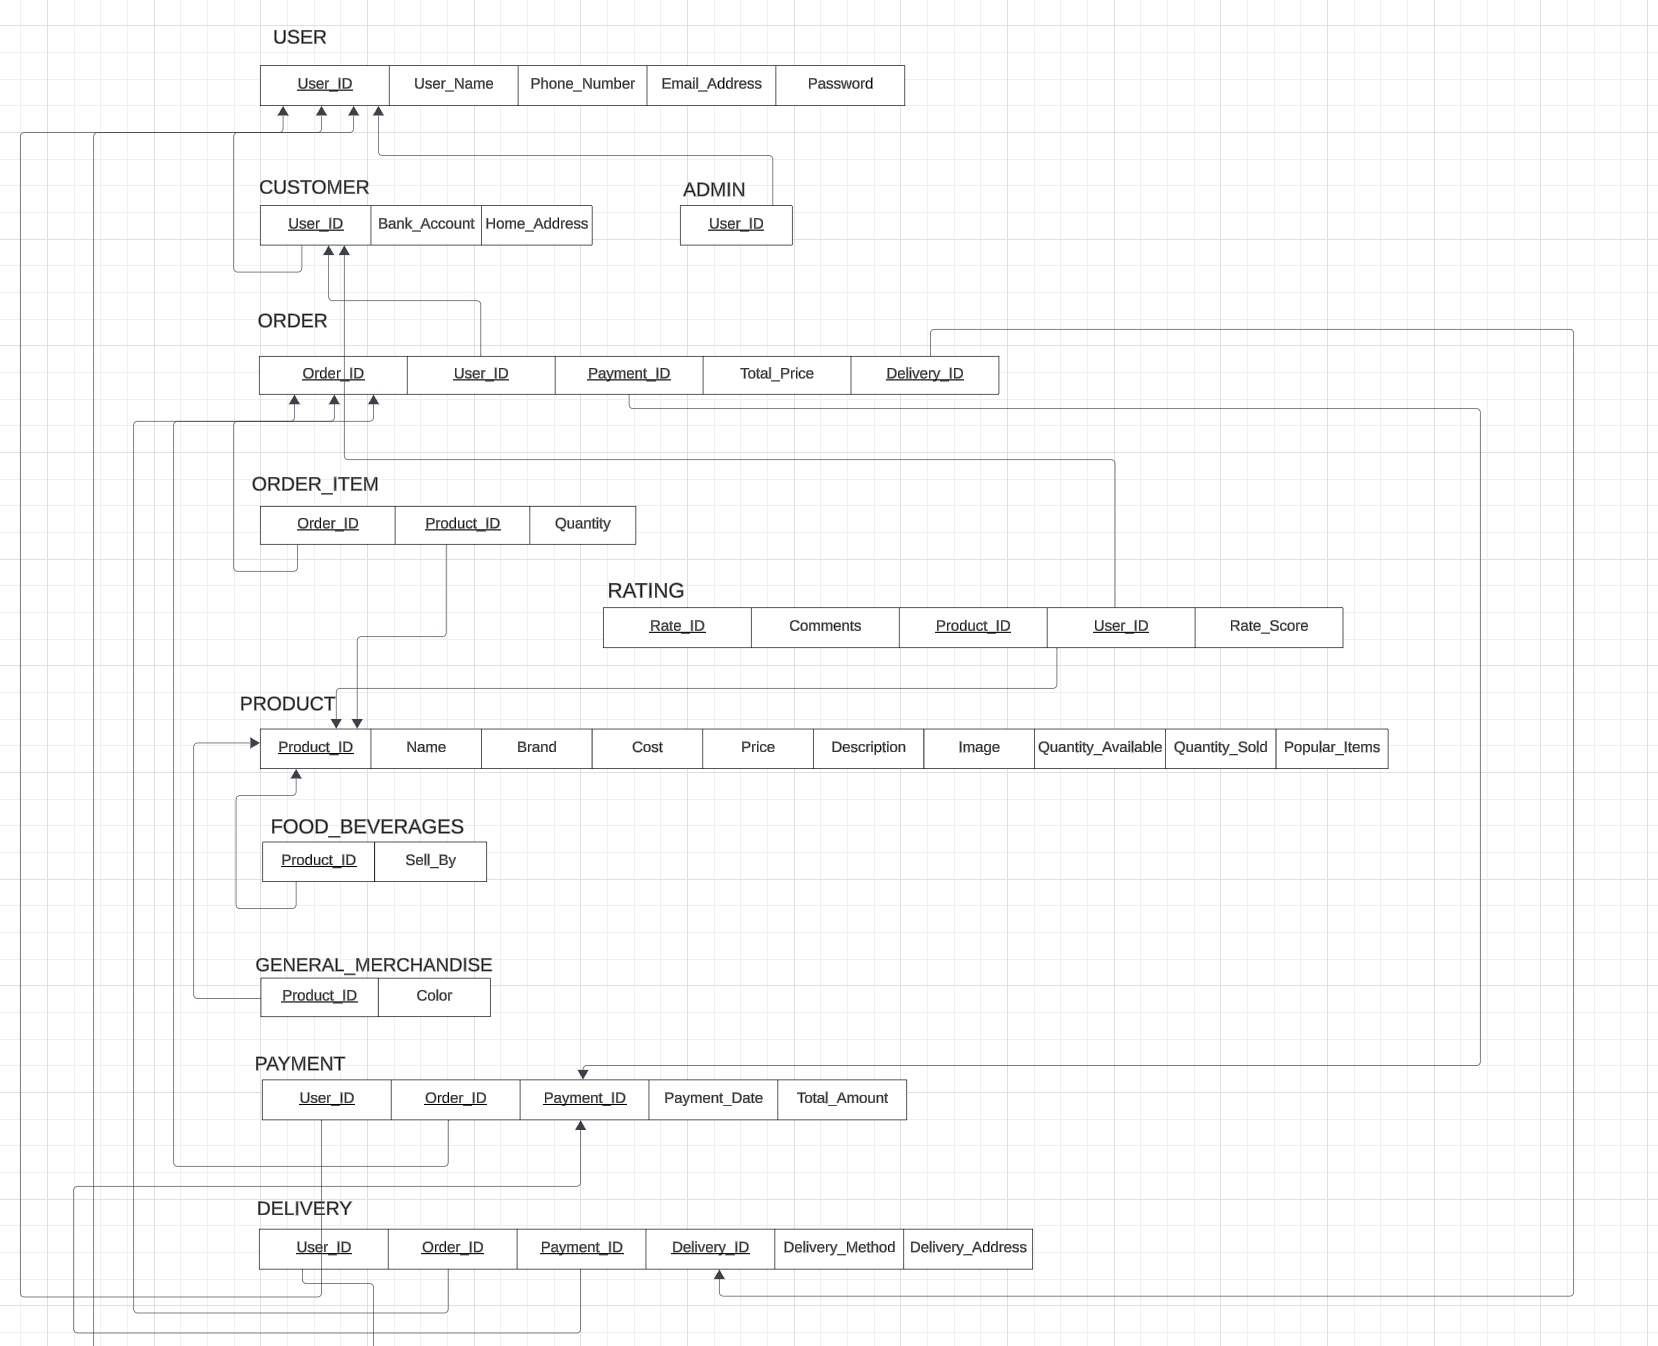 USER
User_ID User_Name Phone_Number Email_Address Password
CUSTOMER
User_ID Bank_Account Home_Address
ADMIN
User_ID
ORDER
Order_ID User_ID Payment_ID Total_Price Delivery_ID
ORDER_ITEM
Order_ID Product_ID Quantity
RATING
Rate_ID Comments Product_ID User_ID Rate_Score
PRODUCT
Product_ID Name Brand Cost Price Description Image Quantity_Available Quantity_Sold Popular_Items
FOOD_BEVERAGES
Product_ID Sell_By
GENERAL_MERCHANDISE
Product_ID Color
PAYMENT
User_ID Order_ID Payment_ID Payment_Date Total_Amount
DELIVERY
User_ID Order_ID Payment_ID Delivery_ID Delivery_Method Delivery_Address